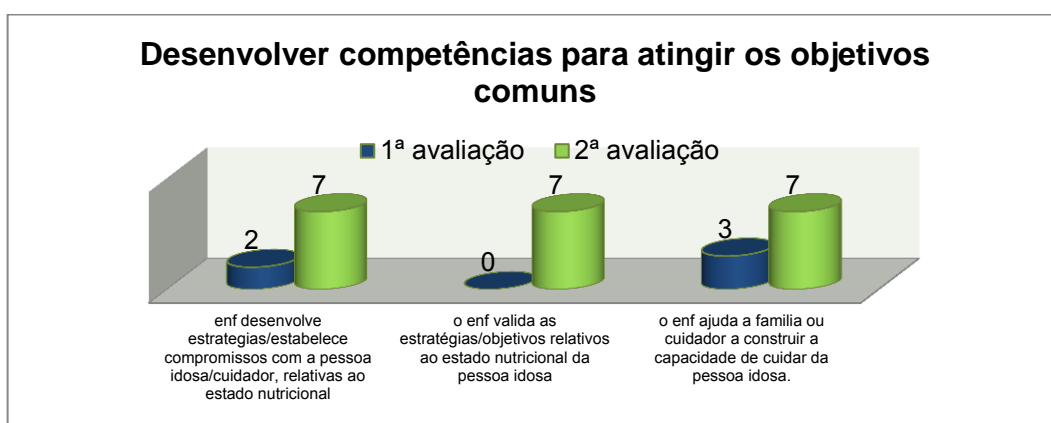 Desenvolver competências para atingir os objetivos
comuns
1ª avaliação 2ª avaliação
2 7 0 7 3 7
enf desenvolve
estrategias/estabelece
compromissos com a pessoa
idosa/cuidador, relativas ao
estado nutricional
o enf valida as
estratégias/objetivos relativos
ao estado nutricional da
pessoa idosa
o enf ajuda a familia ou
cuidador a construir a
capacidade de cuidar da
pessoa idosa.